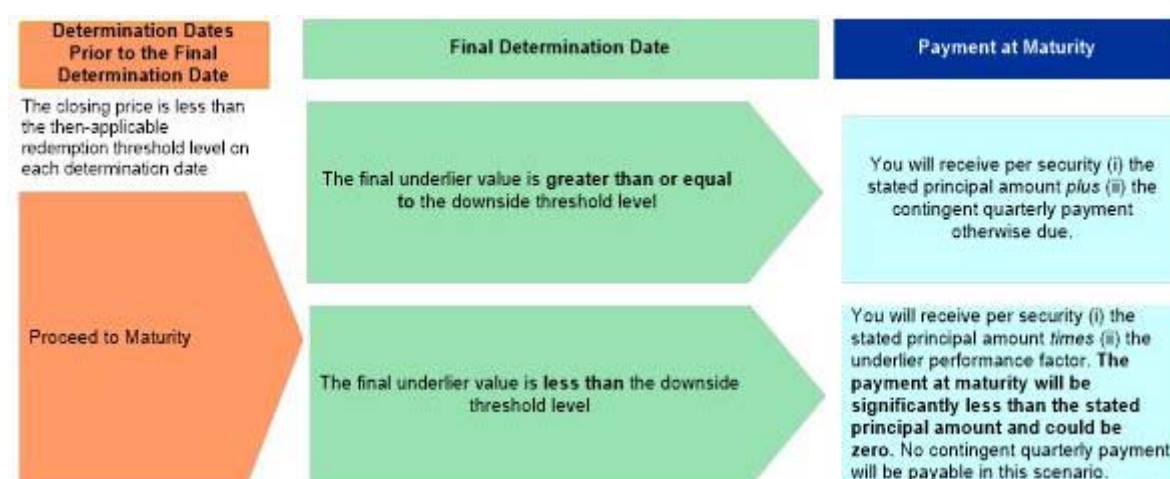 Determination Dates
Prior to the Final
Determination Date
Final Determination Date
Payment at Maturity
The closing price is less than
the then-applicable
redemption threshold level on
each determination date
Proceed to Maturity
The final underlier value is greater than or equal
to the downside threshold level
You will receive per security (i) the
stated principal amount plus (ii) the
contingent quarterly payment
otherwise due.
The final underlier value is less than the downside
threshold level
You will receive per security (i) the
stated principal amount times (ii) the
underlier performance factor. The
payment at maturity will be
significantly less than the stated
principal amount and could be
zero. No contingent quarterly payment
will be payable in this scenario.